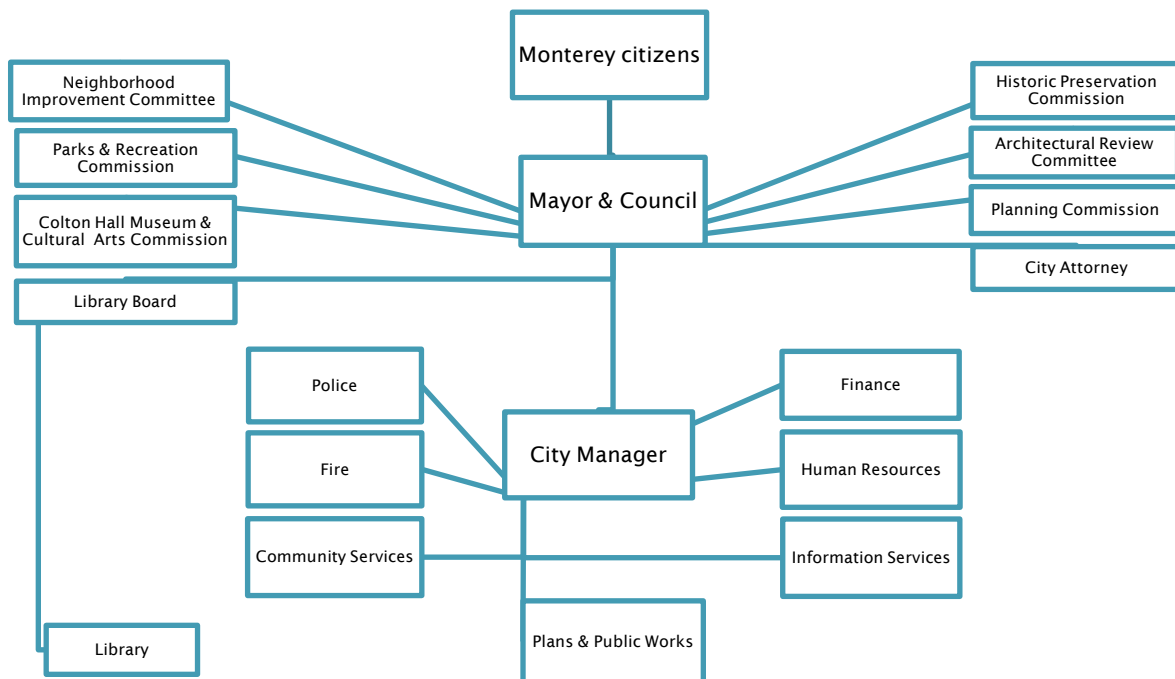 Monterey citizens
Neighborhood
Improvement Committee
Historic Preservation
Commission
Parks & Recreation
Commission
Architectural Review
Committee
Mayor & Council
Colton Hall Museum &
Cultural Arts Commission
Planning Commission
City Attorney
Library Board
Police
Finance
City Manager
Fire
Human Resources
Community Services
Information Services
Library
Plans & Public Works